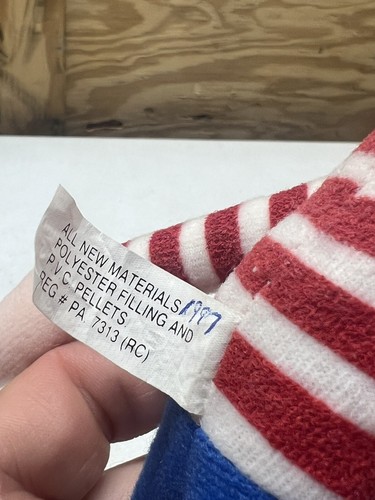 ALL NEW MATERIALS
POLYESTER FILLING AND
P V C PELLETS
REG # PA 7313 (RC)
1997